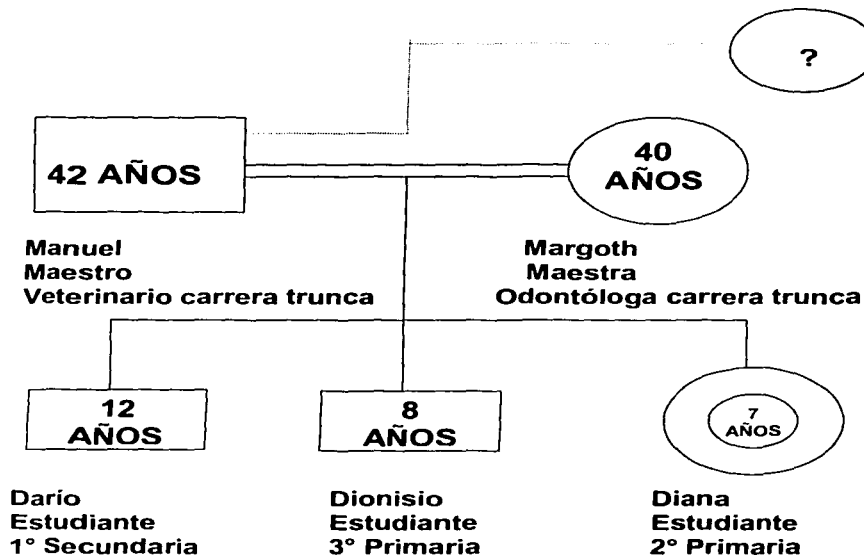 ?
42 AÑOS
40
AÑOS
Manuel
Maestro
Veterinario carrera trunca
Margoth
Maestra
Odontóloga carrera trunca
12
AÑOS
8
AÑOS
7
AÑOS
Darío
Estudiante
1° Secundaria
Dionisio
Estudiante
3° Primaria
Diana
Estudiante
2° Primaria